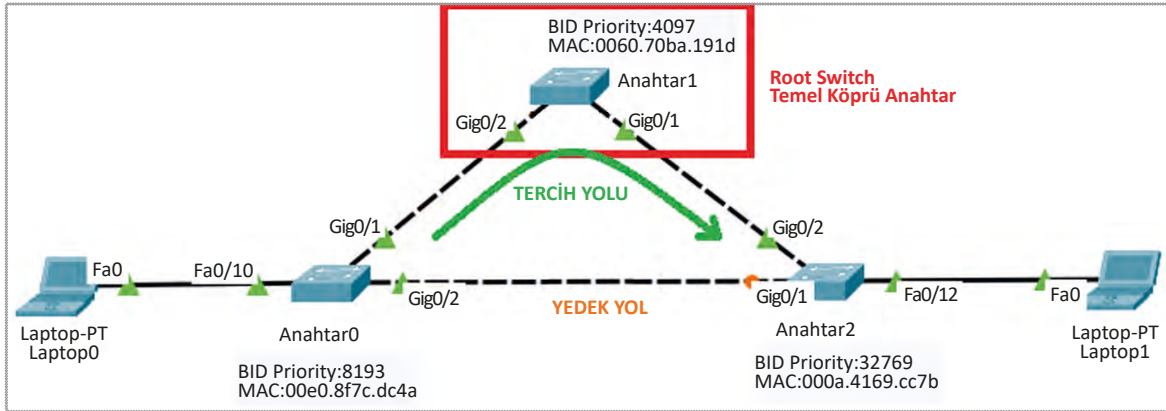 BID Priority:4097
MAC:0060.70ba.191d
Anahtar1
Root Switch
Temel Köprü Anahtar
Gig0/2
Gig0/1
TERCİH YOLU
Gig0/1
Gig0/2
Fa0
Fa0/10
Gig0/2
YEDEK YOL
Gig0/1
Fa0/12
Fa0
Laptop-PT
Laptop0
Anahtar0
Anahtar2
Laptop-PT
Laptop1
BID Priority:8193
MAC:00e0.8f7c.dc4a
BID Priority:32769
MAC:000a.4169.cc7b